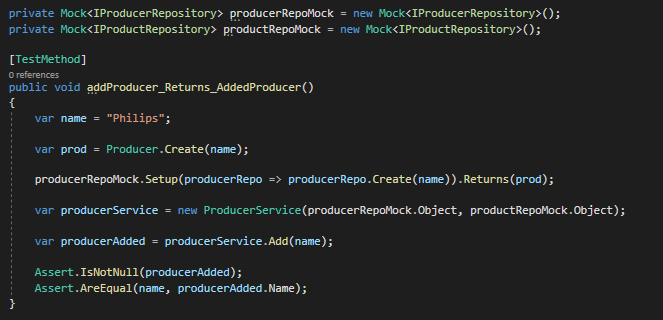 private Mock<IProducerRepository> producerRepoMock = new Mock<IProducerRepository>();
private Mock<IProductRepository> productRepoMock = new Mock<IProductRepository>();
[TestMethod]
0 references
public void addProducer_Returns_AddedProducer()
{
var name = "Philips";
var prod = Producer.Create(name);
producerRepoMock.Setup(producerRepo => producerRepo.Create(name)).Returns(prod);
var producerService = new ProducerService(producerRepoMock.Object, productRepoMock.Object);
var producerAdded = producerService.Add(name);
Assert.IsNotNull(producerAdded);
Assert.AreEqual(name, producerAdded.Name);
}